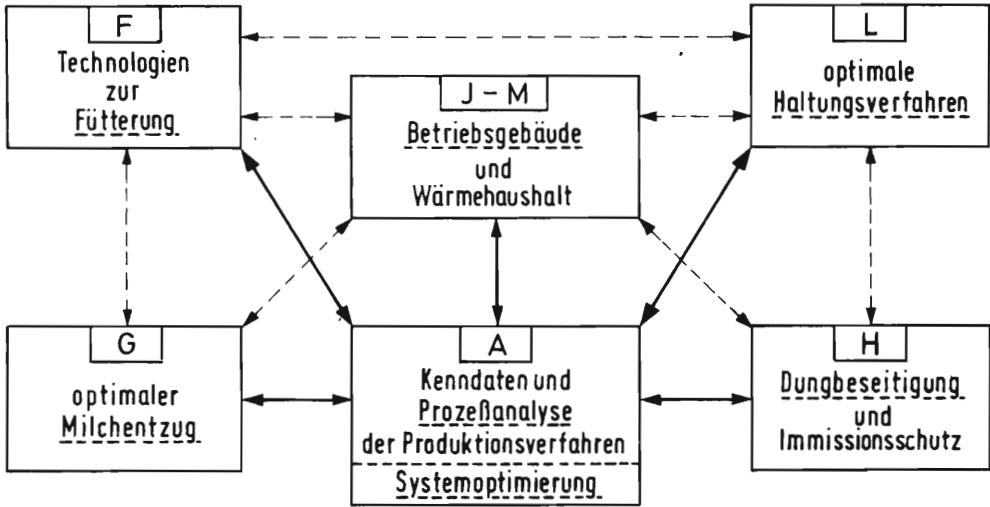 F
Technologien
zur
Fütterung
J – M
Betriebsgebäude
und
Wärmehaushalt
L
optimale
Haltungsverfahren
G
optimaler
Milchentzug
A
Kenndaten und
Prozeßanalyse
der Produktionsverfahren
Systemoptimierung
H
Dungbeseitigung
und
Immissionsschutz